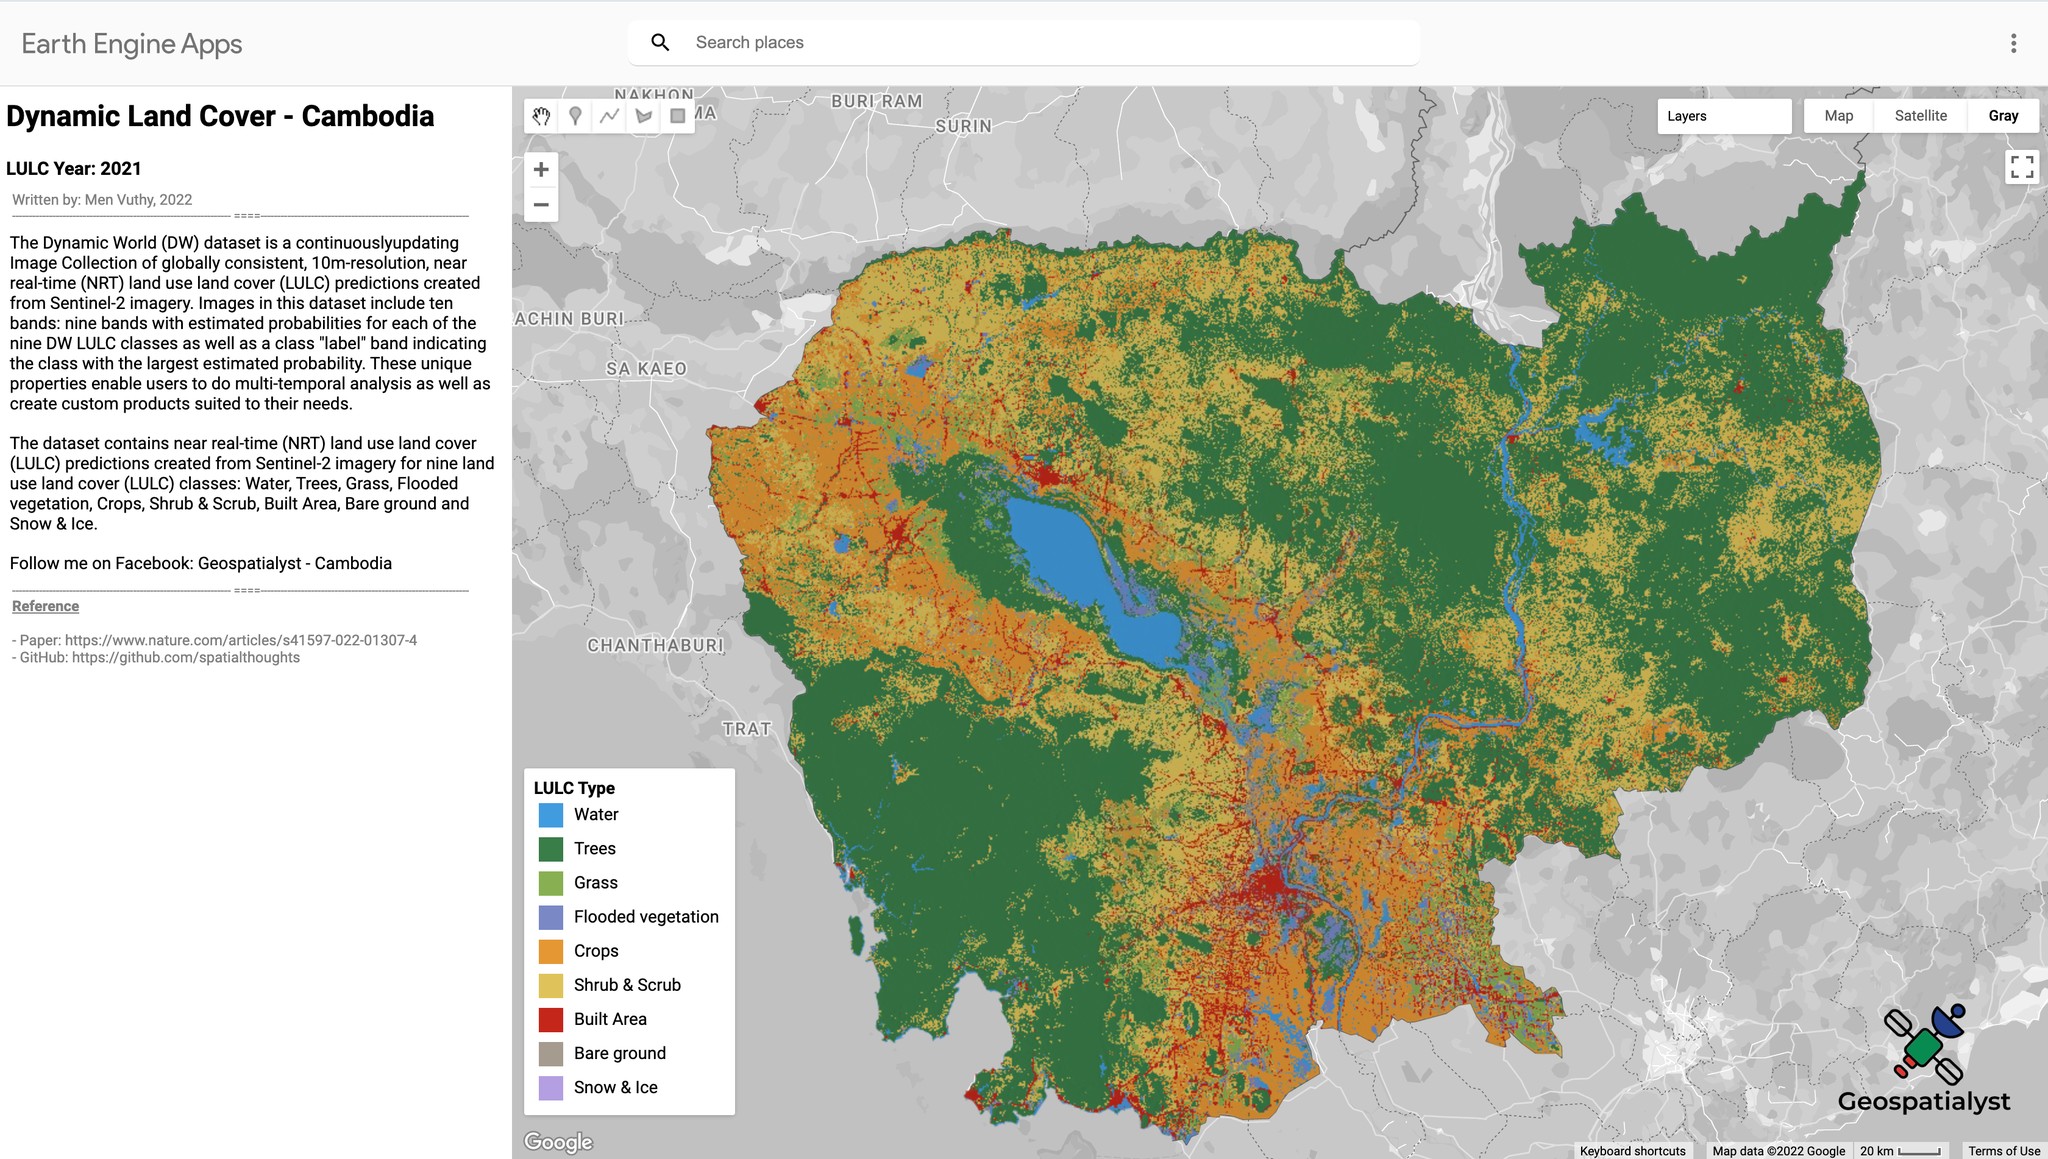 Earth Engine Apps
Search places
Dynamic Land Cover - Cambodia
LULC Year: 2021
Written by: Men Vuthy, 2022
====
The Dynamic World (DW) dataset is a continuouslyupdating
Image Collection of globally consistent, 10m-resolution, near
real-time (NRT) land use land cover (LULC) predictions created
from Sentinel-2 imagery. Images in this dataset include ten
bands: nine bands with estimated probabilities for each of the
nine DW LULC classes as well as a class "label" band indicating
the class with the largest estimated probability. These unique
properties enable users to do multi-temporal analysis as well as
create custom products suited to their needs.
The dataset contains near real-time (NRT) land use land cover
(LULC) predictions created from Sentinel-2 imagery for nine land
use land cover (LULC) classes: Water, Trees, Grass, Flooded
vegetation, Crops, Shrub & Scrub, Built Area, Bare ground and
Snow & Ice.
Follow me on Facebook: Geospatialyst - Cambodia
====
Reference
- Paper: https://www.nature.com/articles/s41597-022-01307-4
- GitHub: https://github.com/spatialthoughts
NAKHON
MA
BURI RAM
SURIN
Layers
Map
Satellite
Gray
+
−
ACHIN BURI
SA KAEO
CHANTHABURI
TRAT
LULC Type
Water
Trees
Grass
Flooded vegetation
Crops
Shrub & Scrub
Built Area
Bare ground
Snow & Ice
Geospatialyst
Google
Keyboard shortcuts
Map data ©2022 Google
20 km
Terms of Use